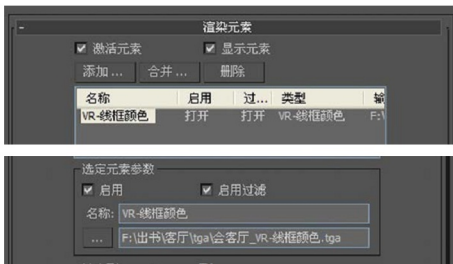 - 渲染元素
激活元素 显示元素
添加 ... 合并 ... 删除
名称 启用 过... 类型 输
VR-线框颜色 打开 打开 VR-线框颜色 F:\
选定元素参数
启用 启用过滤
名称: VR-线框颜色
... F:\出书\客厅\tga\会客厅_VR-线框颜色.tga